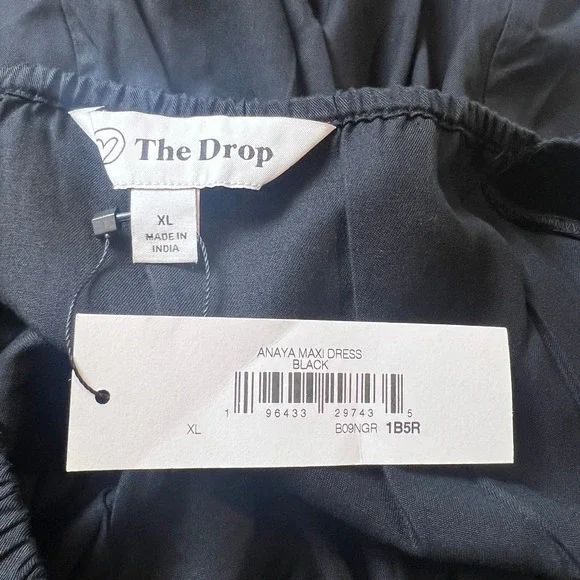 The Drop
XL
MADE IN
INDIA
ANAYA MAXI DRESS
BLACK
1 96433 29743 5
XL B09NGR 1B5R